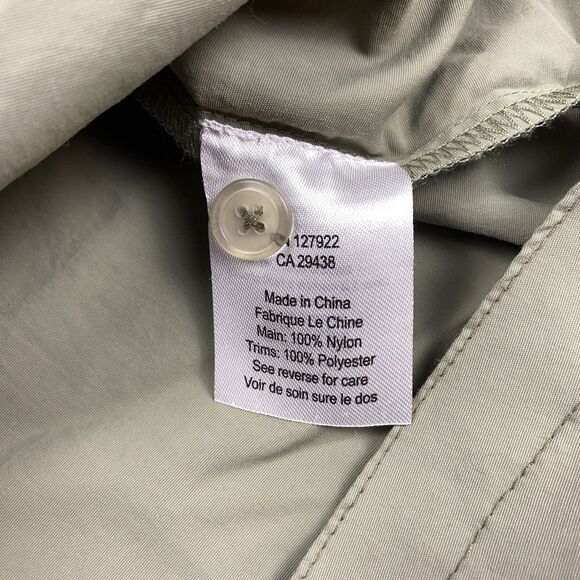 127922
CA 29438
Made in China
Fabrique Le Chine
Main: 100% Nylon
Trims: 100% Polyester
See reverse for care
Voir de soin sure le dos